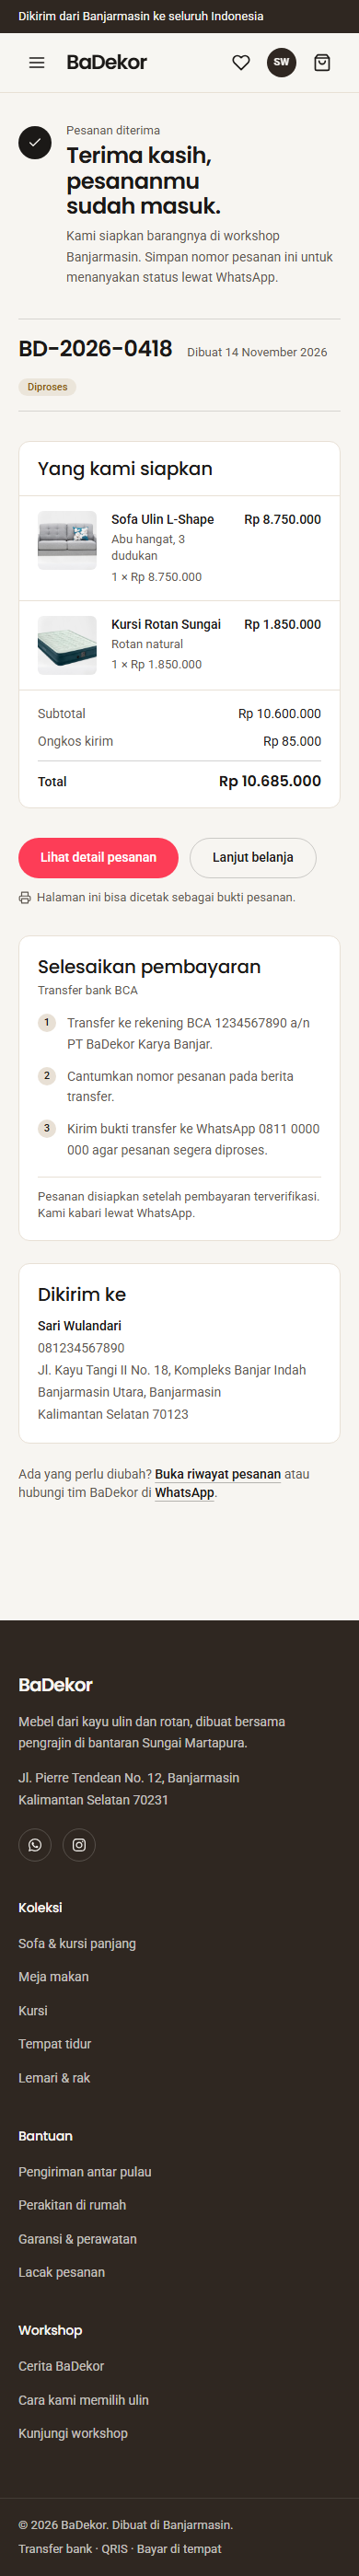 Dikirim dari Banjarmasin ke seluruh Indonesia
BaDekor
SW
Pesanan diterima
Terima kasih,
pesananmu
sudah masuk.
Kami siapkan barangnya di workshop
Banjarmasin. Simpan nomor pesanan ini untuk
menanyakan status lewat WhatsApp.
BD-2026-0418 Dibuat 14 November 2026
Diproses
Yang kami siapkan
Sofa Ulin L-Shape Rp 8.750.000
Abu hangat, 3
dudukan
1 × Rp 8.750.000
Kursi Rotan Sungai Rp 1.850.000
Rotan natural
1 × Rp 1.850.000
Subtotal Rp 10.600.000
Ongkos kirim Rp 85.000
Total Rp 10.685.000
Lihat detail pesanan Lanjut belanja
Halaman ini bisa dicetak sebagai bukti pesanan.
Selesaikan pembayaran
Transfer bank BCA
1 Transfer ke rekening BCA 1234567890 a/n
PT BaDekor Karya Banjar.
2 Cantumkan nomor pesanan pada berita
transfer.
3 Kirim bukti transfer ke WhatsApp 0811 0000
000 agar pesanan segera diproses.
Pesanan disiapkan setelah pembayaran terverifikasi.
Kami kabari lewat WhatsApp.
Dikirim ke
Sari Wulandari
081234567890
Jl. Kayu Tangi II No. 18, Kompleks Banjar Indah
Banjarmasin Utara, Banjarmasin
Kalimantan Selatan 70123
Ada yang perlu diubah? Buka riwayat pesanan atau
hubungi tim BaDekor di WhatsApp.
BaDekor
Mebel dari kayu ulin dan rotan, dibuat bersama
pengrajin di bantaran Sungai Martapura.
Jl. Pierre Tendean No. 12, Banjarmasin
Kalimantan Selatan 70231
Koleksi
Sofa & kursi panjang
Meja makan
Kursi
Tempat tidur
Lemari & rak
Bantuan
Pengiriman antar pulau
Perakitan di rumah
Garansi & perawatan
Lacak pesanan
Workshop
Cerita BaDekor
Cara kami memilih ulin
Kunjungi workshop
© 2026 BaDekor. Dibuat di Banjarmasin.
Transfer bank · QRIS · Bayar di tempat